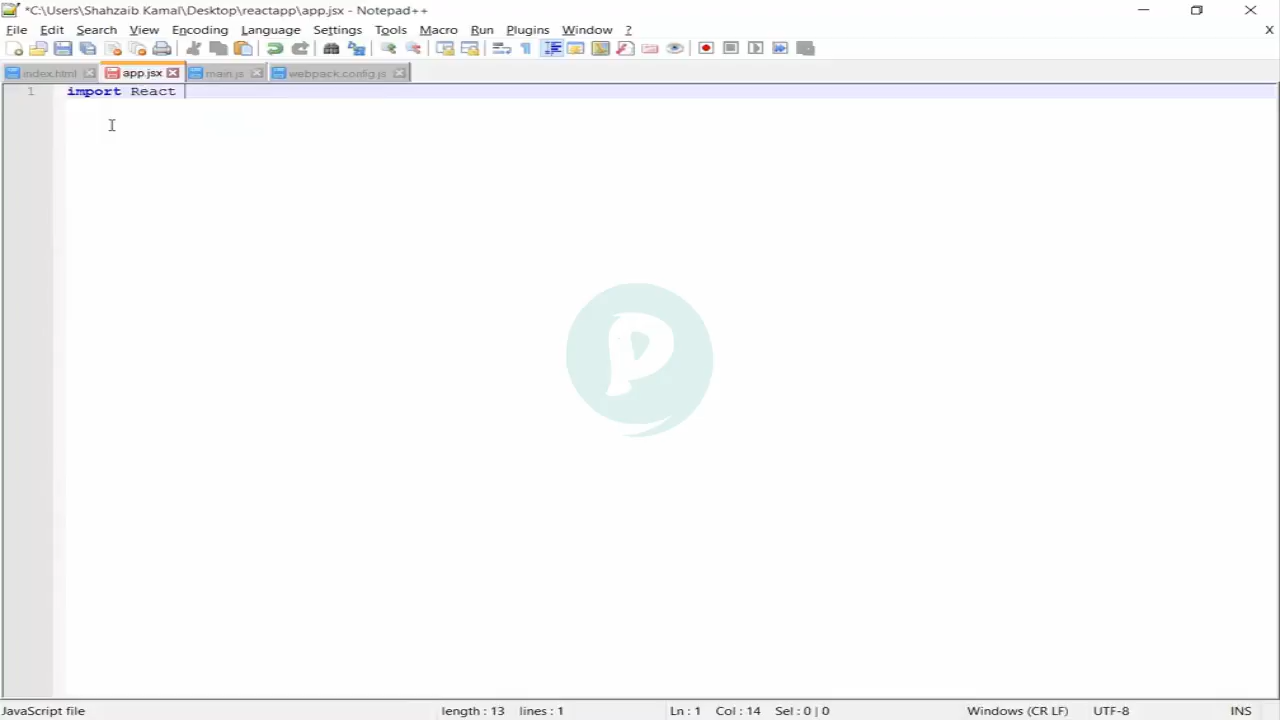 *C:\Users\Shahzaib Kamal\Desktop\reactapp\app.jsx - Notepad++
File Edit Search View Encoding Language Settings Tools Macro Run Plugins Window ? X
index.html app.jsx main.js webpack.config.js
1 import React
P
JavaScript file length : 13 lines : 1 Ln : 1 Col : 14 Sel : 0 | 0 Windows (CR LF) UTF-8 INS